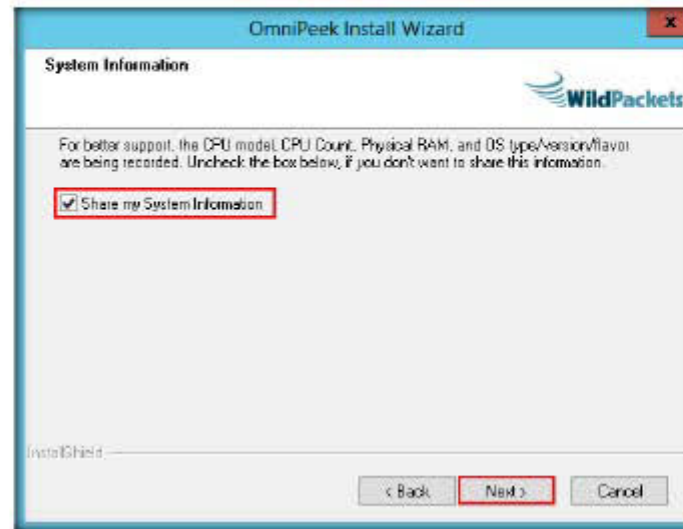 OmniPeek Install Wizard
x
System Information
WildPackets
For better support, the CPU model, CPU Count, Physical RAM, and OS type/version/flavor
are being recorded. Uncheck the box below, if you don't want to share this information.
Share my System Information
InstallShield
< Back
Next >
Cancel